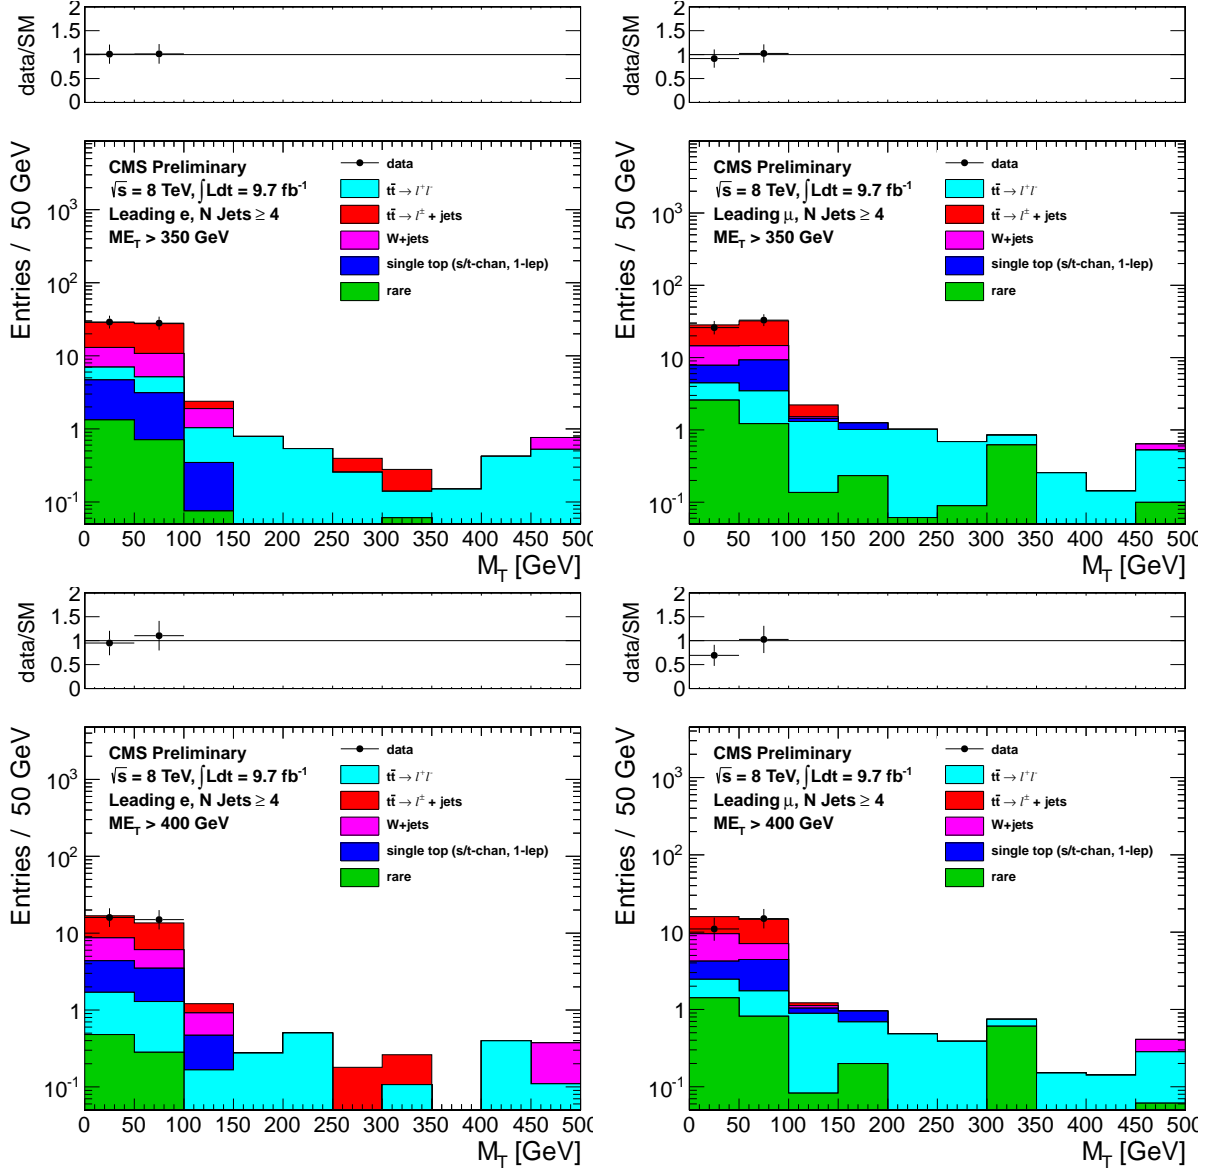 data/SM
2
1.5
1
0.5
0
data/SM
2
1.5
1
0.5
0
Entries / 50 GeV
10³
10²
10
1
10⁻¹
CMS Preliminary
√s = 8 TeV, ∫Ldt = 9.7 fb⁻¹
Leading e, N Jets ≥ 4
ME_T > 350 GeV
data
tt̄ → l⁺l⁻
tt̄ → l± + jets
W+jets
single top (s/t-chan, 1-lep)
rare
0 50 100 150 200 250 300 350 400 450 500
M_T [GeV]
Entries / 50 GeV
10³
10²
10
1
10⁻¹
CMS Preliminary
√s = 8 TeV, ∫Ldt = 9.7 fb⁻¹
Leading μ, N Jets ≥ 4
ME_T > 350 GeV
data
tt̄ → l⁺l⁻
tt̄ → l± + jets
W+jets
single top (s/t-chan, 1-lep)
rare
0 50 100 150 200 250 300 350 400 450 500
M_T [GeV]
data/SM
2
1.5
1
0.5
0
data/SM
2
1.5
1
0.5
0
Entries / 50 GeV
10³
10²
10
1
10⁻¹
CMS Preliminary
√s = 8 TeV, ∫Ldt = 9.7 fb⁻¹
Leading e, N Jets ≥ 4
ME_T > 400 GeV
data
tt̄ → l⁺l⁻
tt̄ → l± + jets
W+jets
single top (s/t-chan, 1-lep)
rare
0 50 100 150 200 250 300 350 400 450 500
M_T [GeV]
Entries / 50 GeV
10³
10²
10
1
10⁻¹
CMS Preliminary
√s = 8 TeV, ∫Ldt = 9.7 fb⁻¹
Leading μ, N Jets ≥ 4
ME_T > 400 GeV
data
tt̄ → l⁺l⁻
tt̄ → l± + jets
W+jets
single top (s/t-chan, 1-lep)
rare
0 50 100 150 200 250 300 350 400 450 500
M_T [GeV]